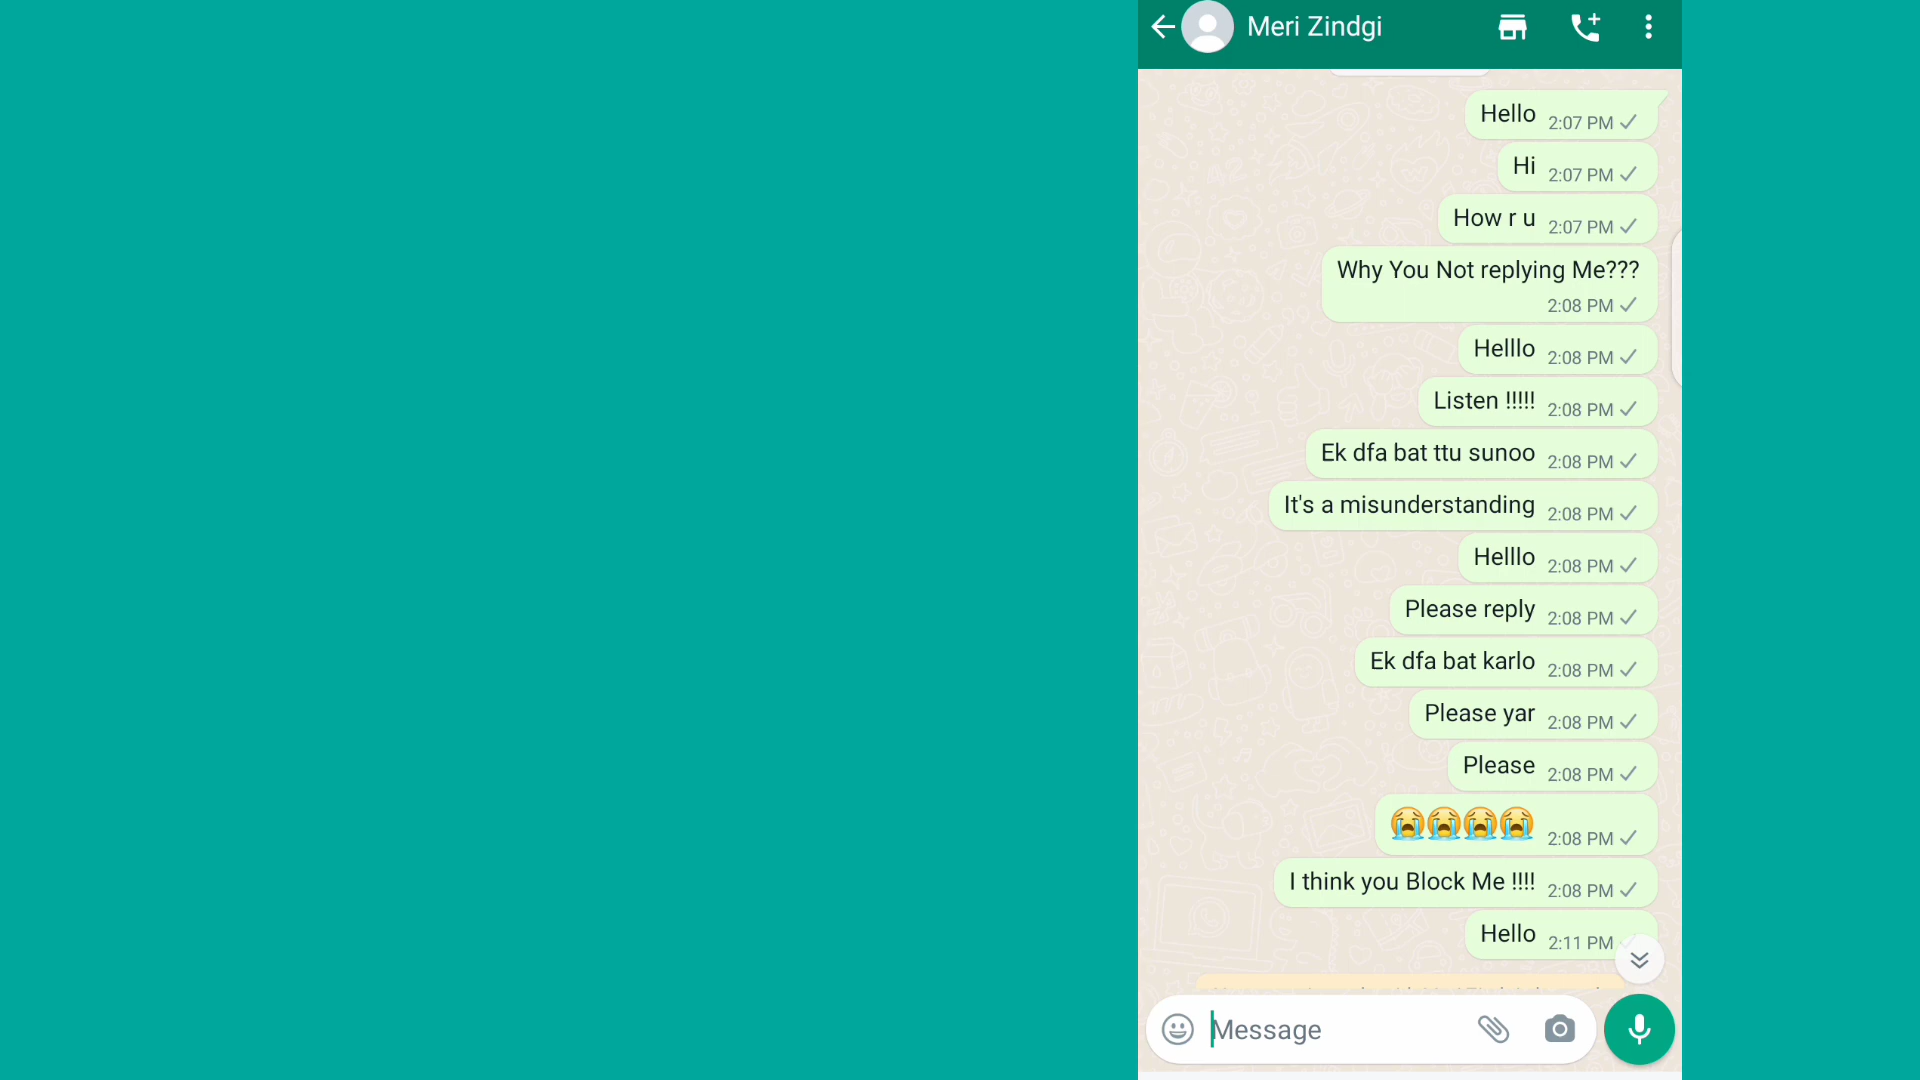 Meri Zindgi
Hello 2:07 PM
Hi 2:07 PM
How r u 2:07 PM
Why You Not replying Me???
2:08 PM
Helllo 2:08 PM
Listen !!!!! 2:08 PM
Ek dfa bat ttu sunoo 2:08 PM
It's a misunderstanding 2:08 PM
Helllo 2:08 PM
Please reply 2:08 PM
Ek dfa bat karlo 2:08 PM
Please yar 2:08 PM
Please 2:08 PM
😭😭😭😭 2:08 PM
I think you Block Me !!!! 2:08 PM
Hello 2:11 PM
Message